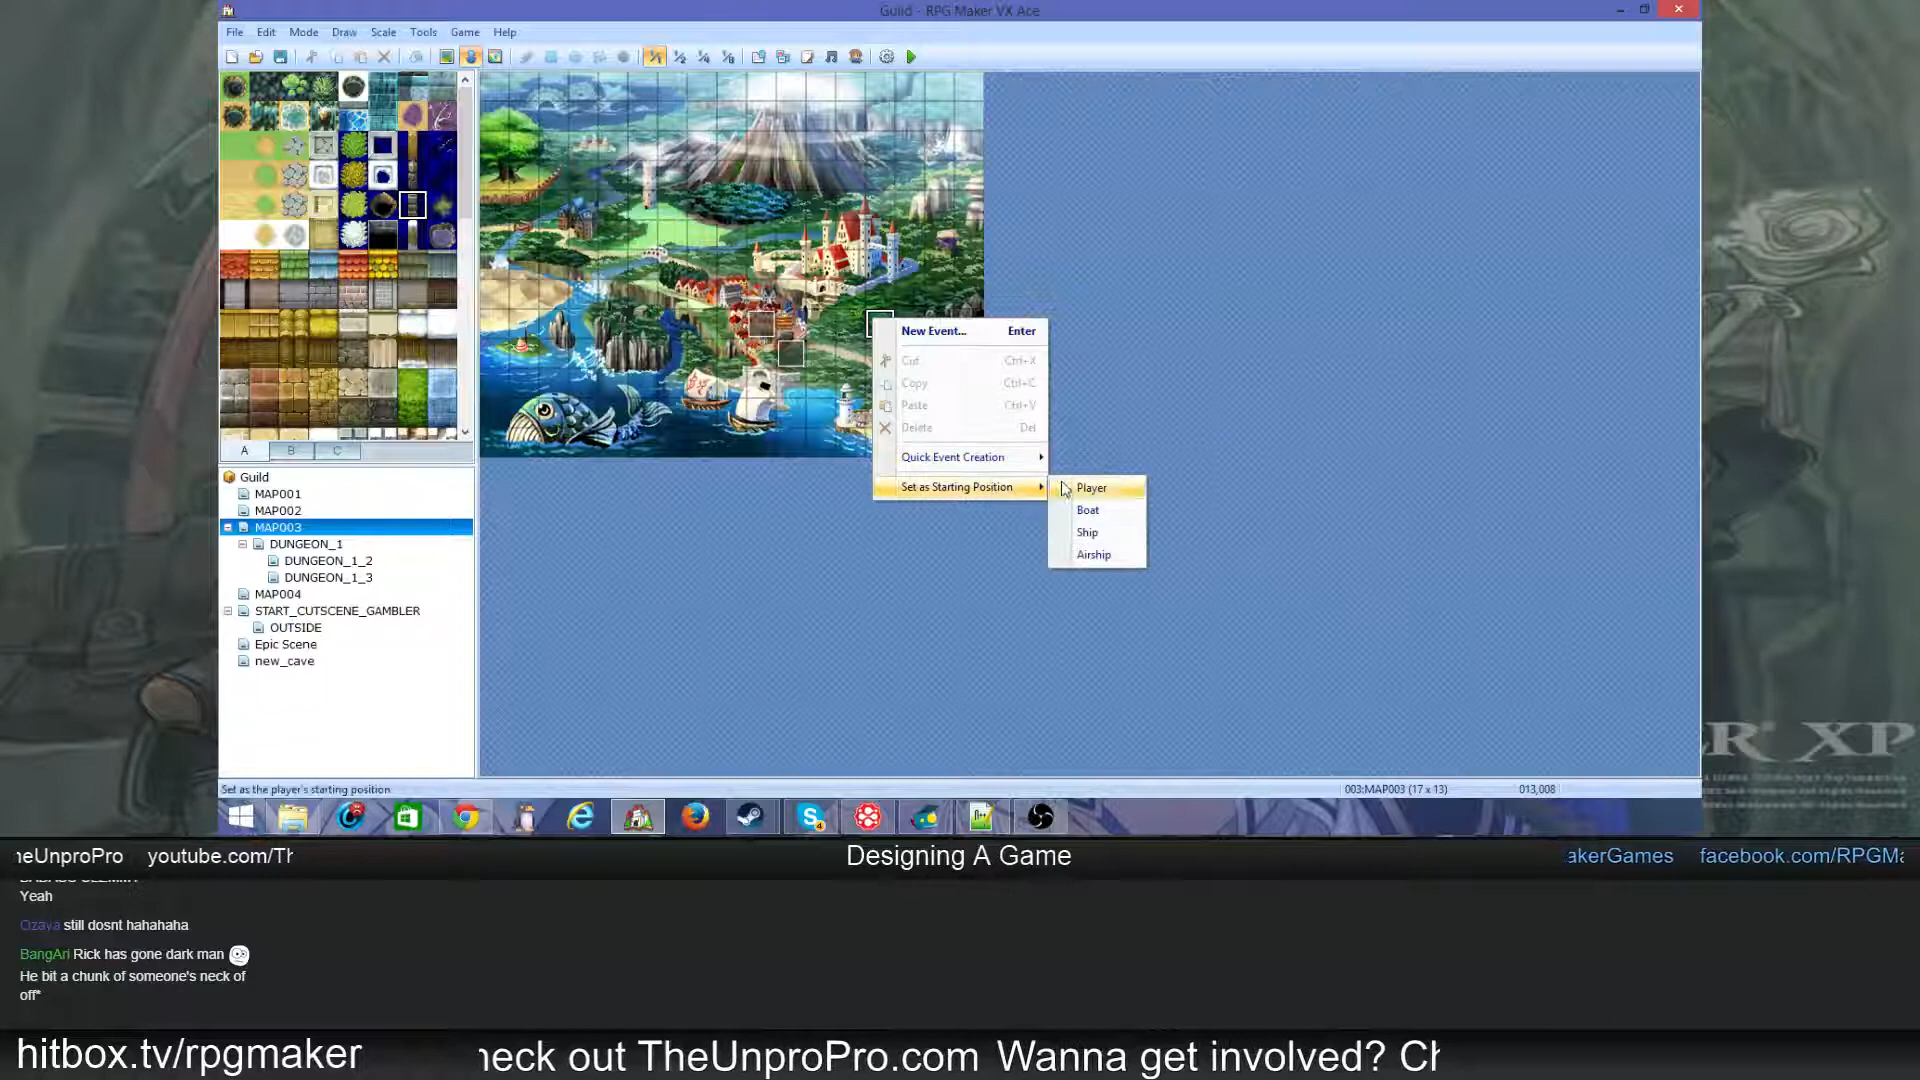 Guild - RPG Maker VX Ace
File Edit Mode Draw Scale Tools Game Help
New Event... Enter
Cut Ctrl+X
Copy Ctrl+C
Paste Ctrl+V
Delete Del
Quick Event Creation
Set as Starting Position
Player
Boat
Ship
Airship
A B C
Guild
MAP001
MAP002
MAP003
DUNGEON_1
DUNGEON_1_2
DUNGEON_1_3
MAP004
START_CUTSCENE_GAMBLER
OUTSIDE
Epic Scene
new_cave
Set as the player's starting position
003:MAP003 (17 x 13) 013,008
R XP
neUnproPro youtube.com/Th
Designing A Game
akerGames facebook.com/RPGMa
Yeah
Ozaya still dosnt hahahaha
BangAri Rick has gone dark man
He bit a chunk of someone's neck of
off*
hitbox.tv/rpgmaker
heck out TheUnproPro.com Wanna get involved? Ch